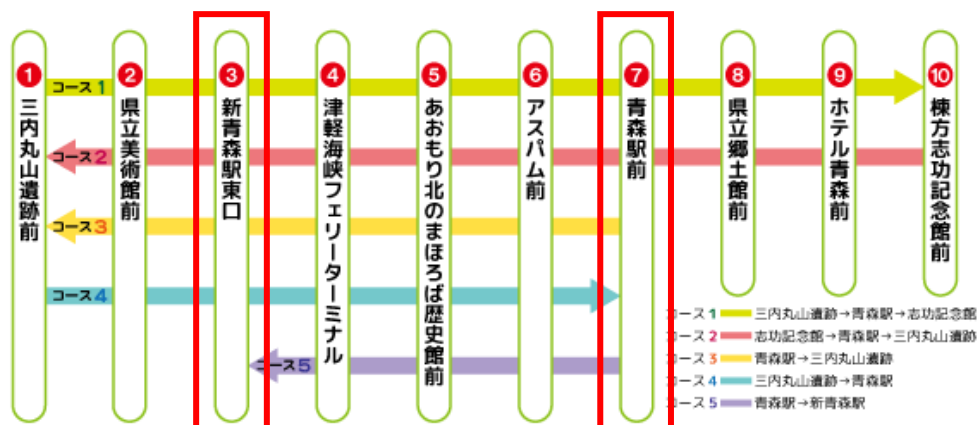 1 三内丸山遺跡前
2 県立美術館前
3 新青森駅東口
4 津軽海峡フェリーターミナル
5 あおもり北のまほろば歴史館前
6 アスパム前
7 青森駅前
8 県立郷土館前
9 ホテル青森前
10 棟方志功記念館前
コース1
コース2
コース3
コース4
コース5
コース1 三内丸山遺跡→青森駅→志功記念館
コース2 志功記念館→青森駅→三内丸山遺跡
コース3 青森駅→三内丸山遺跡
コース4 三内丸山遺跡→青森駅
コース5 青森駅→新青森駅